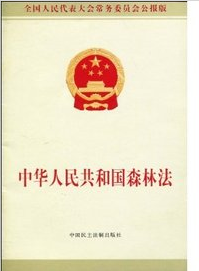 全国人民代表大会常务委员会公报版
中华人民共和国森林法
中国民主法制出版社